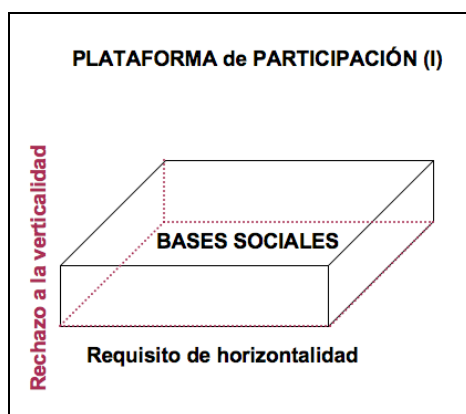 PLATAFORMA de PARTICIPACIÓN (I)
Rechazo a la verticalidad
BASES SOCIALES
Requisito de horizontalidad